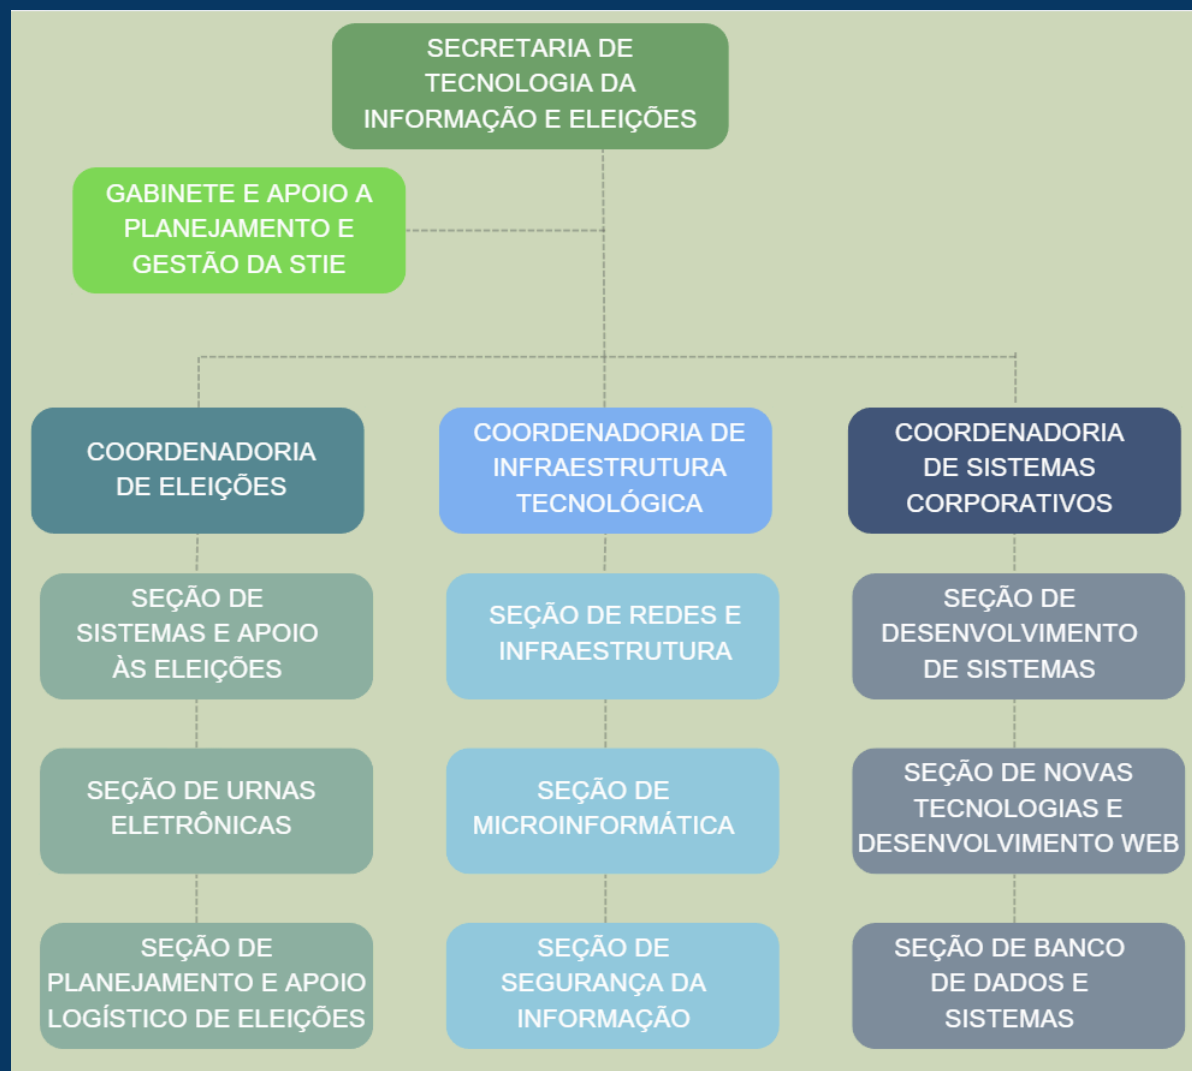 SECRETARIA DE
TECNOLOGIA DA
INFORMAÇÃO E ELEIÇÕES
GABINETE E APOIO A
PLANEJAMENTO E
GESTÃO DA STIE
COORDENADORIA
DE ELEIÇÕES
COORDENADORIA DE
INFRAESTRUTURA
TECNOLÓGICA
COORDENADORIA
DE SISTEMAS
CORPORATIVOS
SEÇÃO DE
SISTEMAS E APOIO
ÀS ELEIÇÕES
SEÇÃO DE REDES E
INFRAESTRUTURA
SEÇÃO DE
DESENVOLVIMENTO
DE SISTEMAS
SEÇÃO DE URNAS
ELETRÔNICAS
SEÇÃO DE
MICROINFORMÁTICA
SEÇÃO DE NOVAS
TECNOLOGIAS E
DESENVOLVIMENTO WEB
SEÇÃO DE
PLANEJAMENTO E APOIO
LOGÍSTICO DE ELEIÇÕES
SEÇÃO DE
SEGURANÇA DA
INFORMAÇÃO
SEÇÃO DE BANCO
DE DADOS E
SISTEMAS